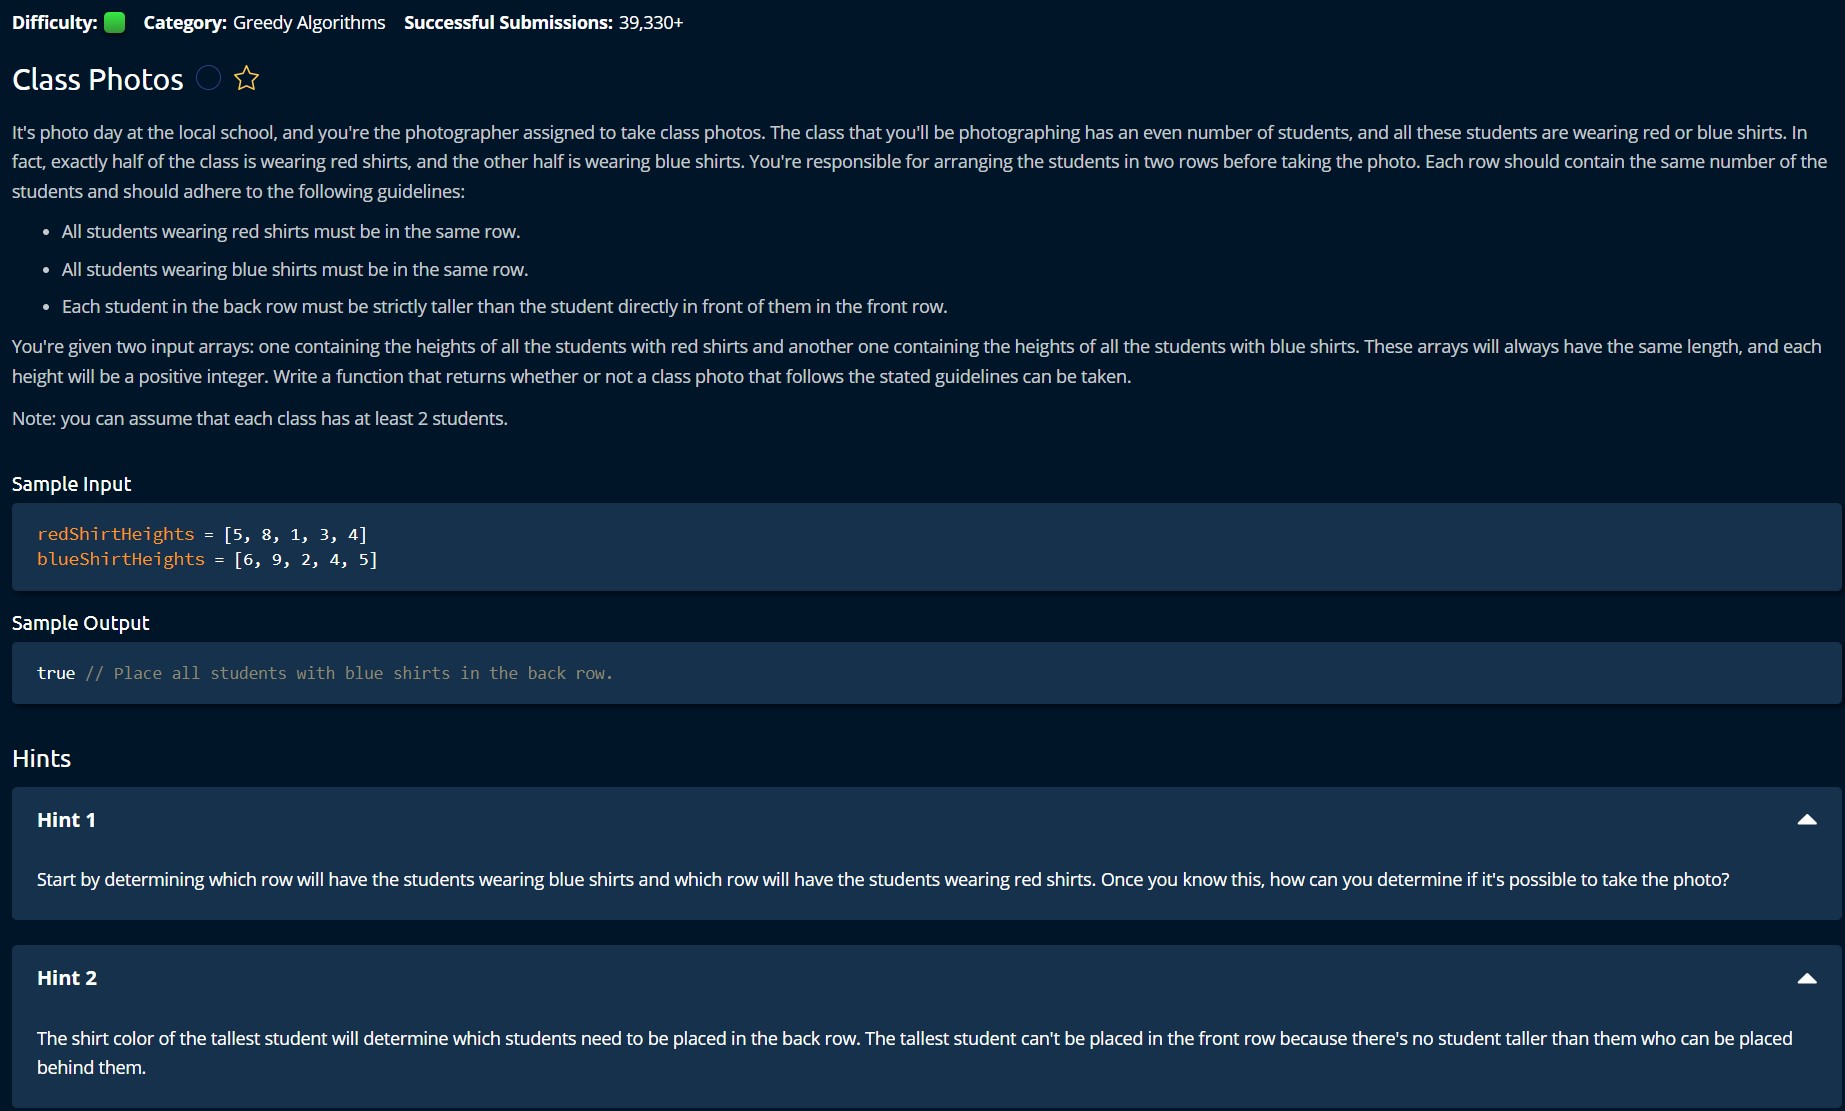 Difficulty: Category: Greedy Algorithms Successful Submissions: 39,330+
Class Photos
It's photo day at the local school, and you're the photographer assigned to take class photos. The class that you'll be photographing has an even number of students, and all these students are wearing red or blue shirts. In
fact, exactly half of the class is wearing red shirts, and the other half is wearing blue shirts. You're responsible for arranging the students in two rows before taking the photo. Each row should contain the same number of the
students and should adhere to the following guidelines:
• All students wearing red shirts must be in the same row.
• All students wearing blue shirts must be in the same row.
• Each student in the back row must be strictly taller than the student directly in front of them in the front row.
You're given two input arrays: one containing the heights of all the students with red shirts and another one containing the heights of all the students with blue shirts. These arrays will always have the same length, and each
height will be a positive integer. Write a function that returns whether or not a class photo that follows the stated guidelines can be taken.
Note: you can assume that each class has at least 2 students.
Sample Input
redShirtHeights = [5, 8, 1, 3, 4]
blueShirtHeights = [6, 9, 2, 4, 5]
Sample Output
true // Place all students with blue shirts in the back row.
Hints
Hint 1
Start by determining which row will have the students wearing blue shirts and which row will have the students wearing red shirts. Once you know this, how can you determine if it's possible to take the photo?
Hint 2
The shirt color of the tallest student will determine which students need to be placed in the back row. The tallest student can't be placed in the front row because there's no student taller than them who can be placed
behind them.